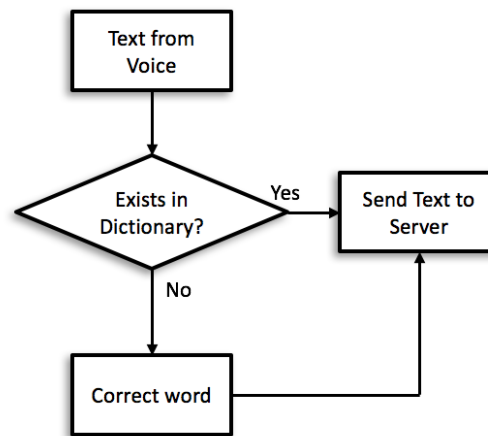 Text from
Voice
Exists in
Dictionary?
Yes
Send Text to
Server
No
Correct word